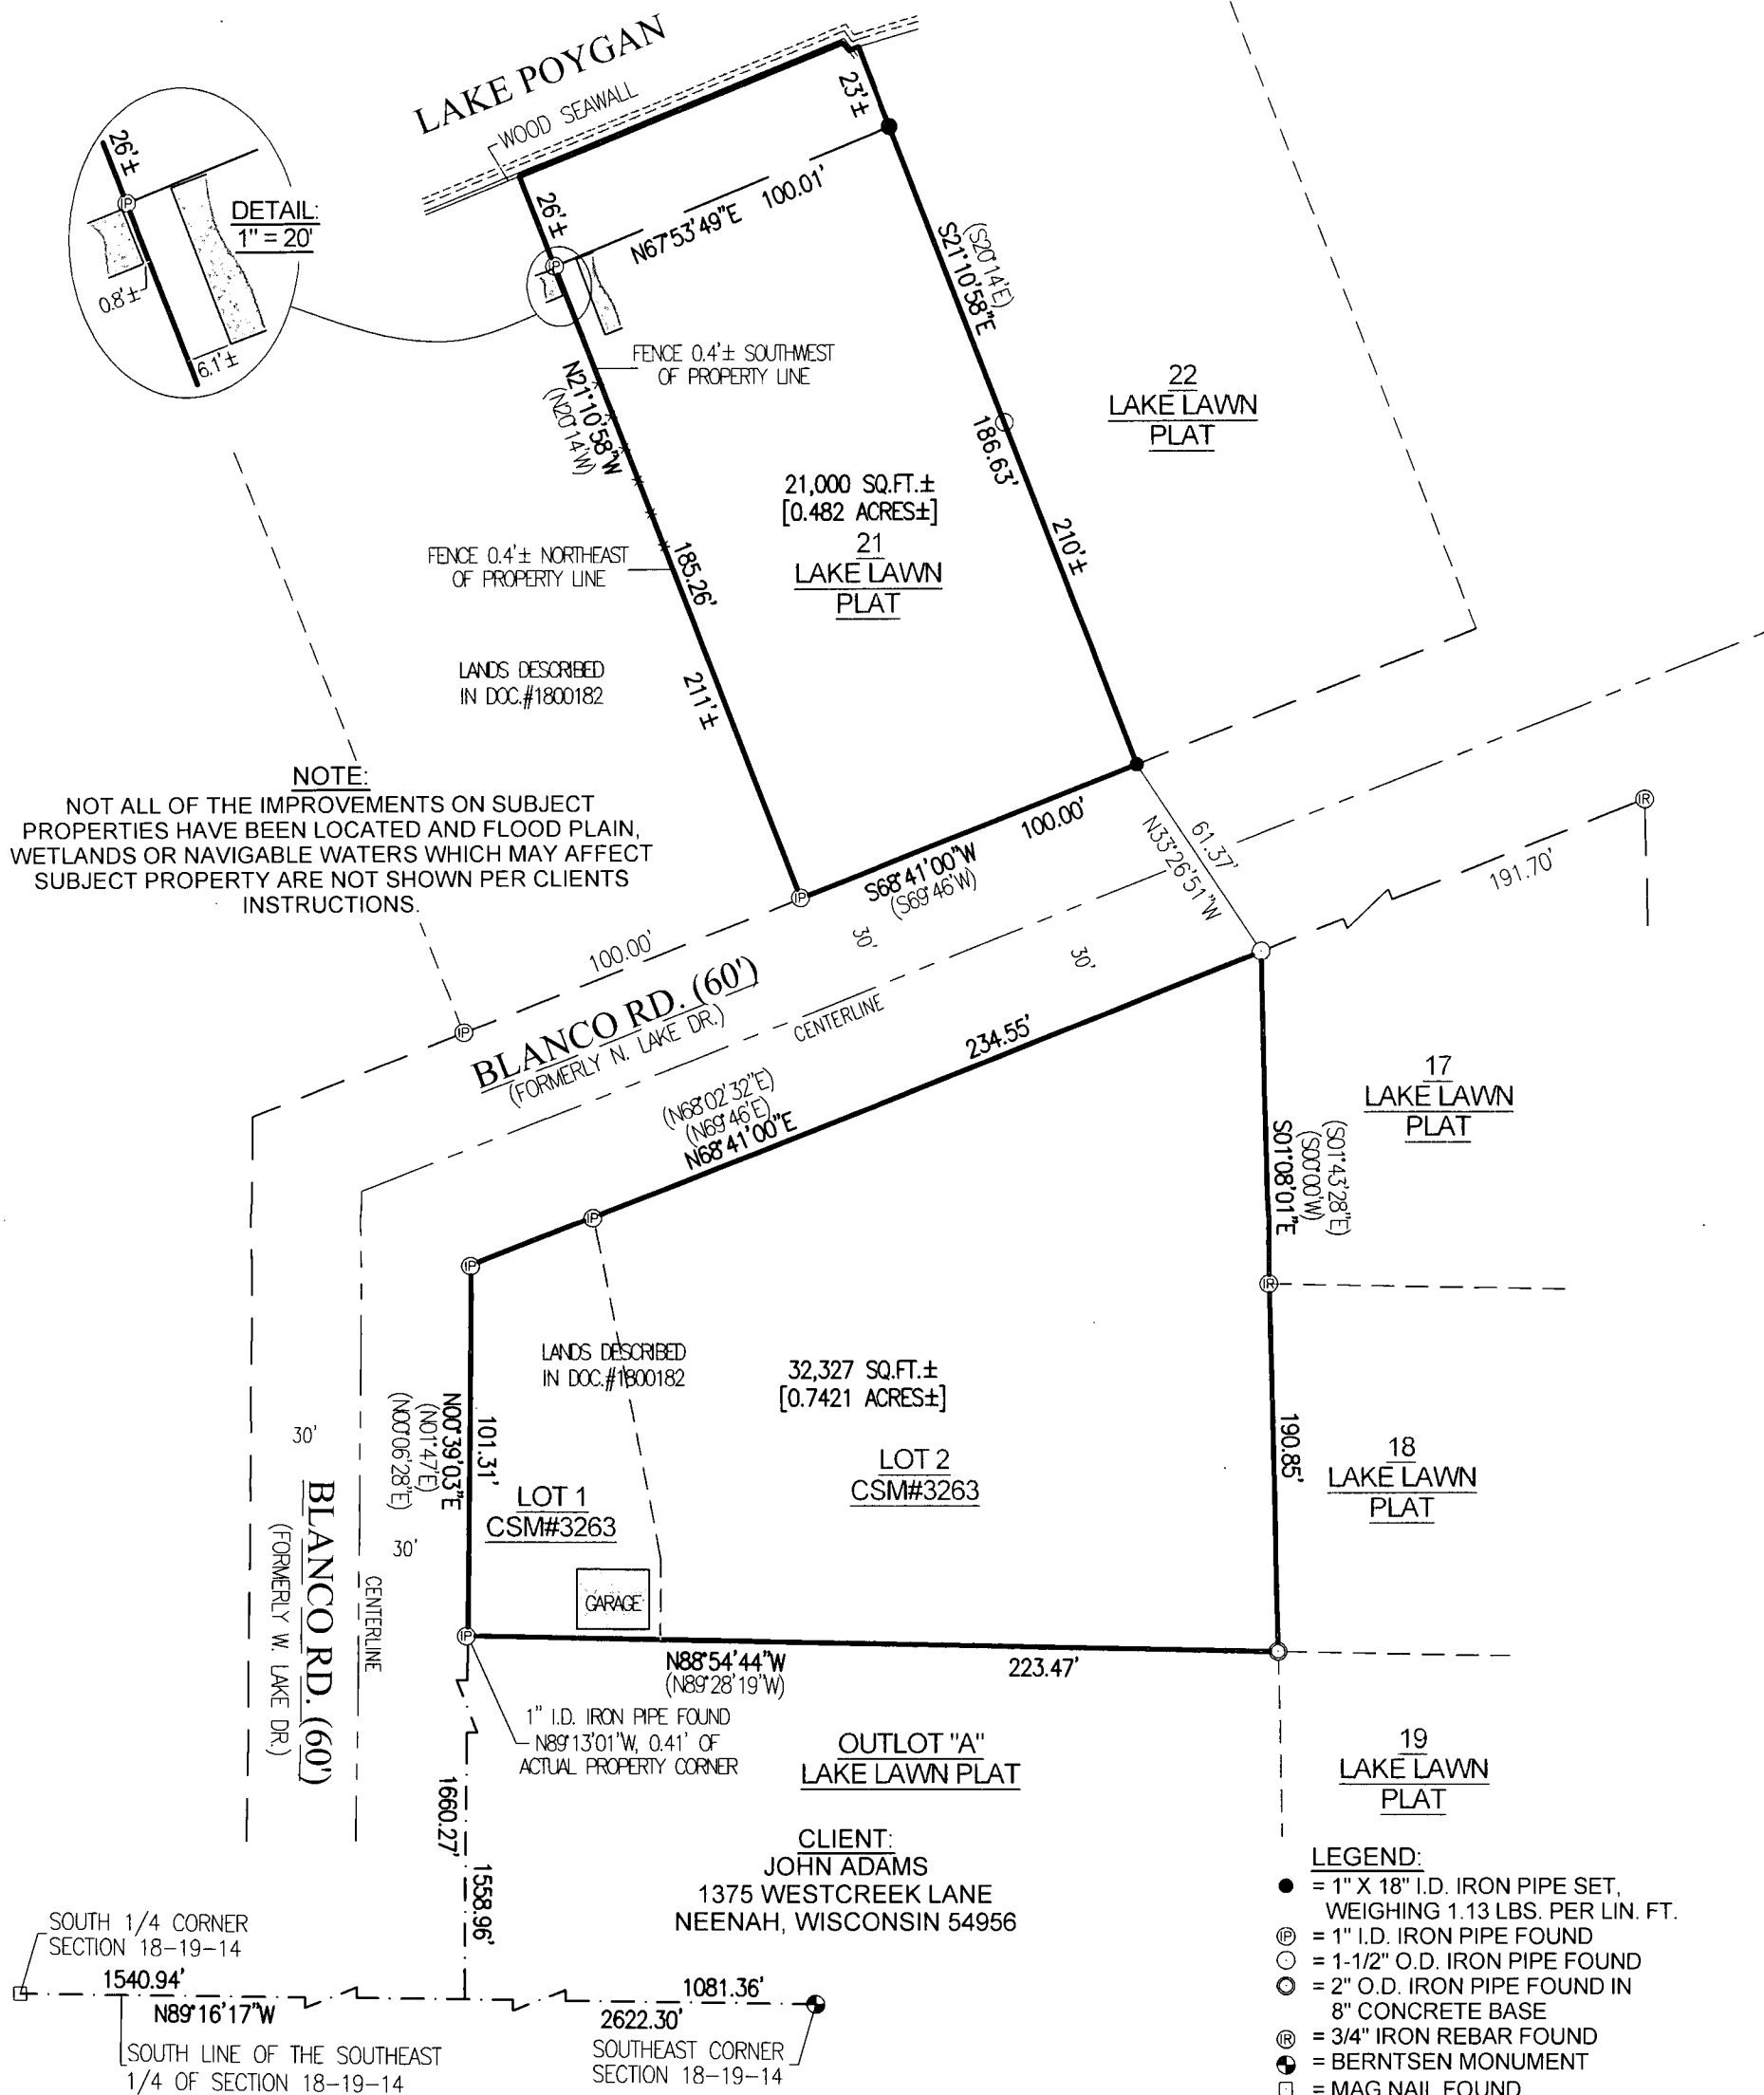 LAKE POYGAN
WOOD SEAWALL
26'±
DETAIL:
1" = 20'
0.8'±
6.1'±
23'±
26'±
N67°53'49"E 100.01'
(S20°14'E)
S21°10'58"E
186.63'
210'±
FENCE 0.4'± SOUTHWEST
OF PROPERTY LINE
N21°10'58"W
(N20°14'W)
22
LAKE LAWN
PLAT
21,000 SQ.FT.±
[0.482 ACRES±]
21
LAKE LAWN
PLAT
FENCE 0.4'± NORTHEAST
OF PROPERTY LINE
185.26'
211'±
LANDS DESCRIBED
IN DOC.#1800182
NOTE:
NOT ALL OF THE IMPROVEMENTS ON SUBJECT
PROPERTIES HAVE BEEN LOCATED AND FLOOD PLAIN,
WETLANDS OR NAVIGABLE WATERS WHICH MAY AFFECT
SUBJECT PROPERTY ARE NOT SHOWN PER CLIENTS
INSTRUCTIONS.
S68°41'00"W 100.00'
(S69°46'W)
61.37'
N33°26'51"W
IR
191.70'
IP
IP
IP
100.00'
30'
30'
BLANCO RD. (60')
(FORMERLY N. LAKE DR.)
CENTERLINE
234.55'
(N68°02'32"E)
(N69°46'E)
N68°41'00"E
17
LAKE LAWN
PLAT
(S01°43'28"E)
(S00°00'W)
S01°08'01"E
IP
IP
IR
LANDS DESCRIBED
IN DOC.#1800182
32,327 SQ.FT.±
[0.7421 ACRES±]
N00°39'03"E
(N01°47'E)
(N00°06'28"E)
101.31'
190.85'
30'
30'
LOT 1
CSM#3263
LOT 2
CSM#3263
18
LAKE LAWN
PLAT
BLANCO RD. (60')
(FORMERLY W. LAKE DR.)
CENTERLINE
GARAGE
IP
N88°54'44"W 223.47'
(N89°28'19"W)
1" I.D. IRON PIPE FOUND
N89°13'01"W, 0.41' OF
ACTUAL PROPERTY CORNER
OUTLOT "A"
LAKE LAWN PLAT
19
LAKE LAWN
PLAT
1660.27'
1558.96'
CLIENT:
JOHN ADAMS
1375 WESTCREEK LANE
NEENAH, WISCONSIN 54956
SOUTH 1/4 CORNER
SECTION 18-19-14
1540.94'
N89°16'17"W
1081.36'
2622.30'
SOUTH LINE OF THE SOUTHEAST
1/4 OF SECTION 18-19-14
SOUTHEAST CORNER
SECTION 18-19-14
LEGEND:
= 1" X 18" I.D. IRON PIPE SET,
WEIGHING 1.13 LBS. PER LIN. FT.
IP = 1" I.D. IRON PIPE FOUND
= 1-1/2" O.D. IRON PIPE FOUND
= 2" O.D. IRON PIPE FOUND IN
8" CONCRETE BASE
IR = 3/4" IRON REBAR FOUND
= BERNTSEN MONUMENT
= MAG NAIL FOUND